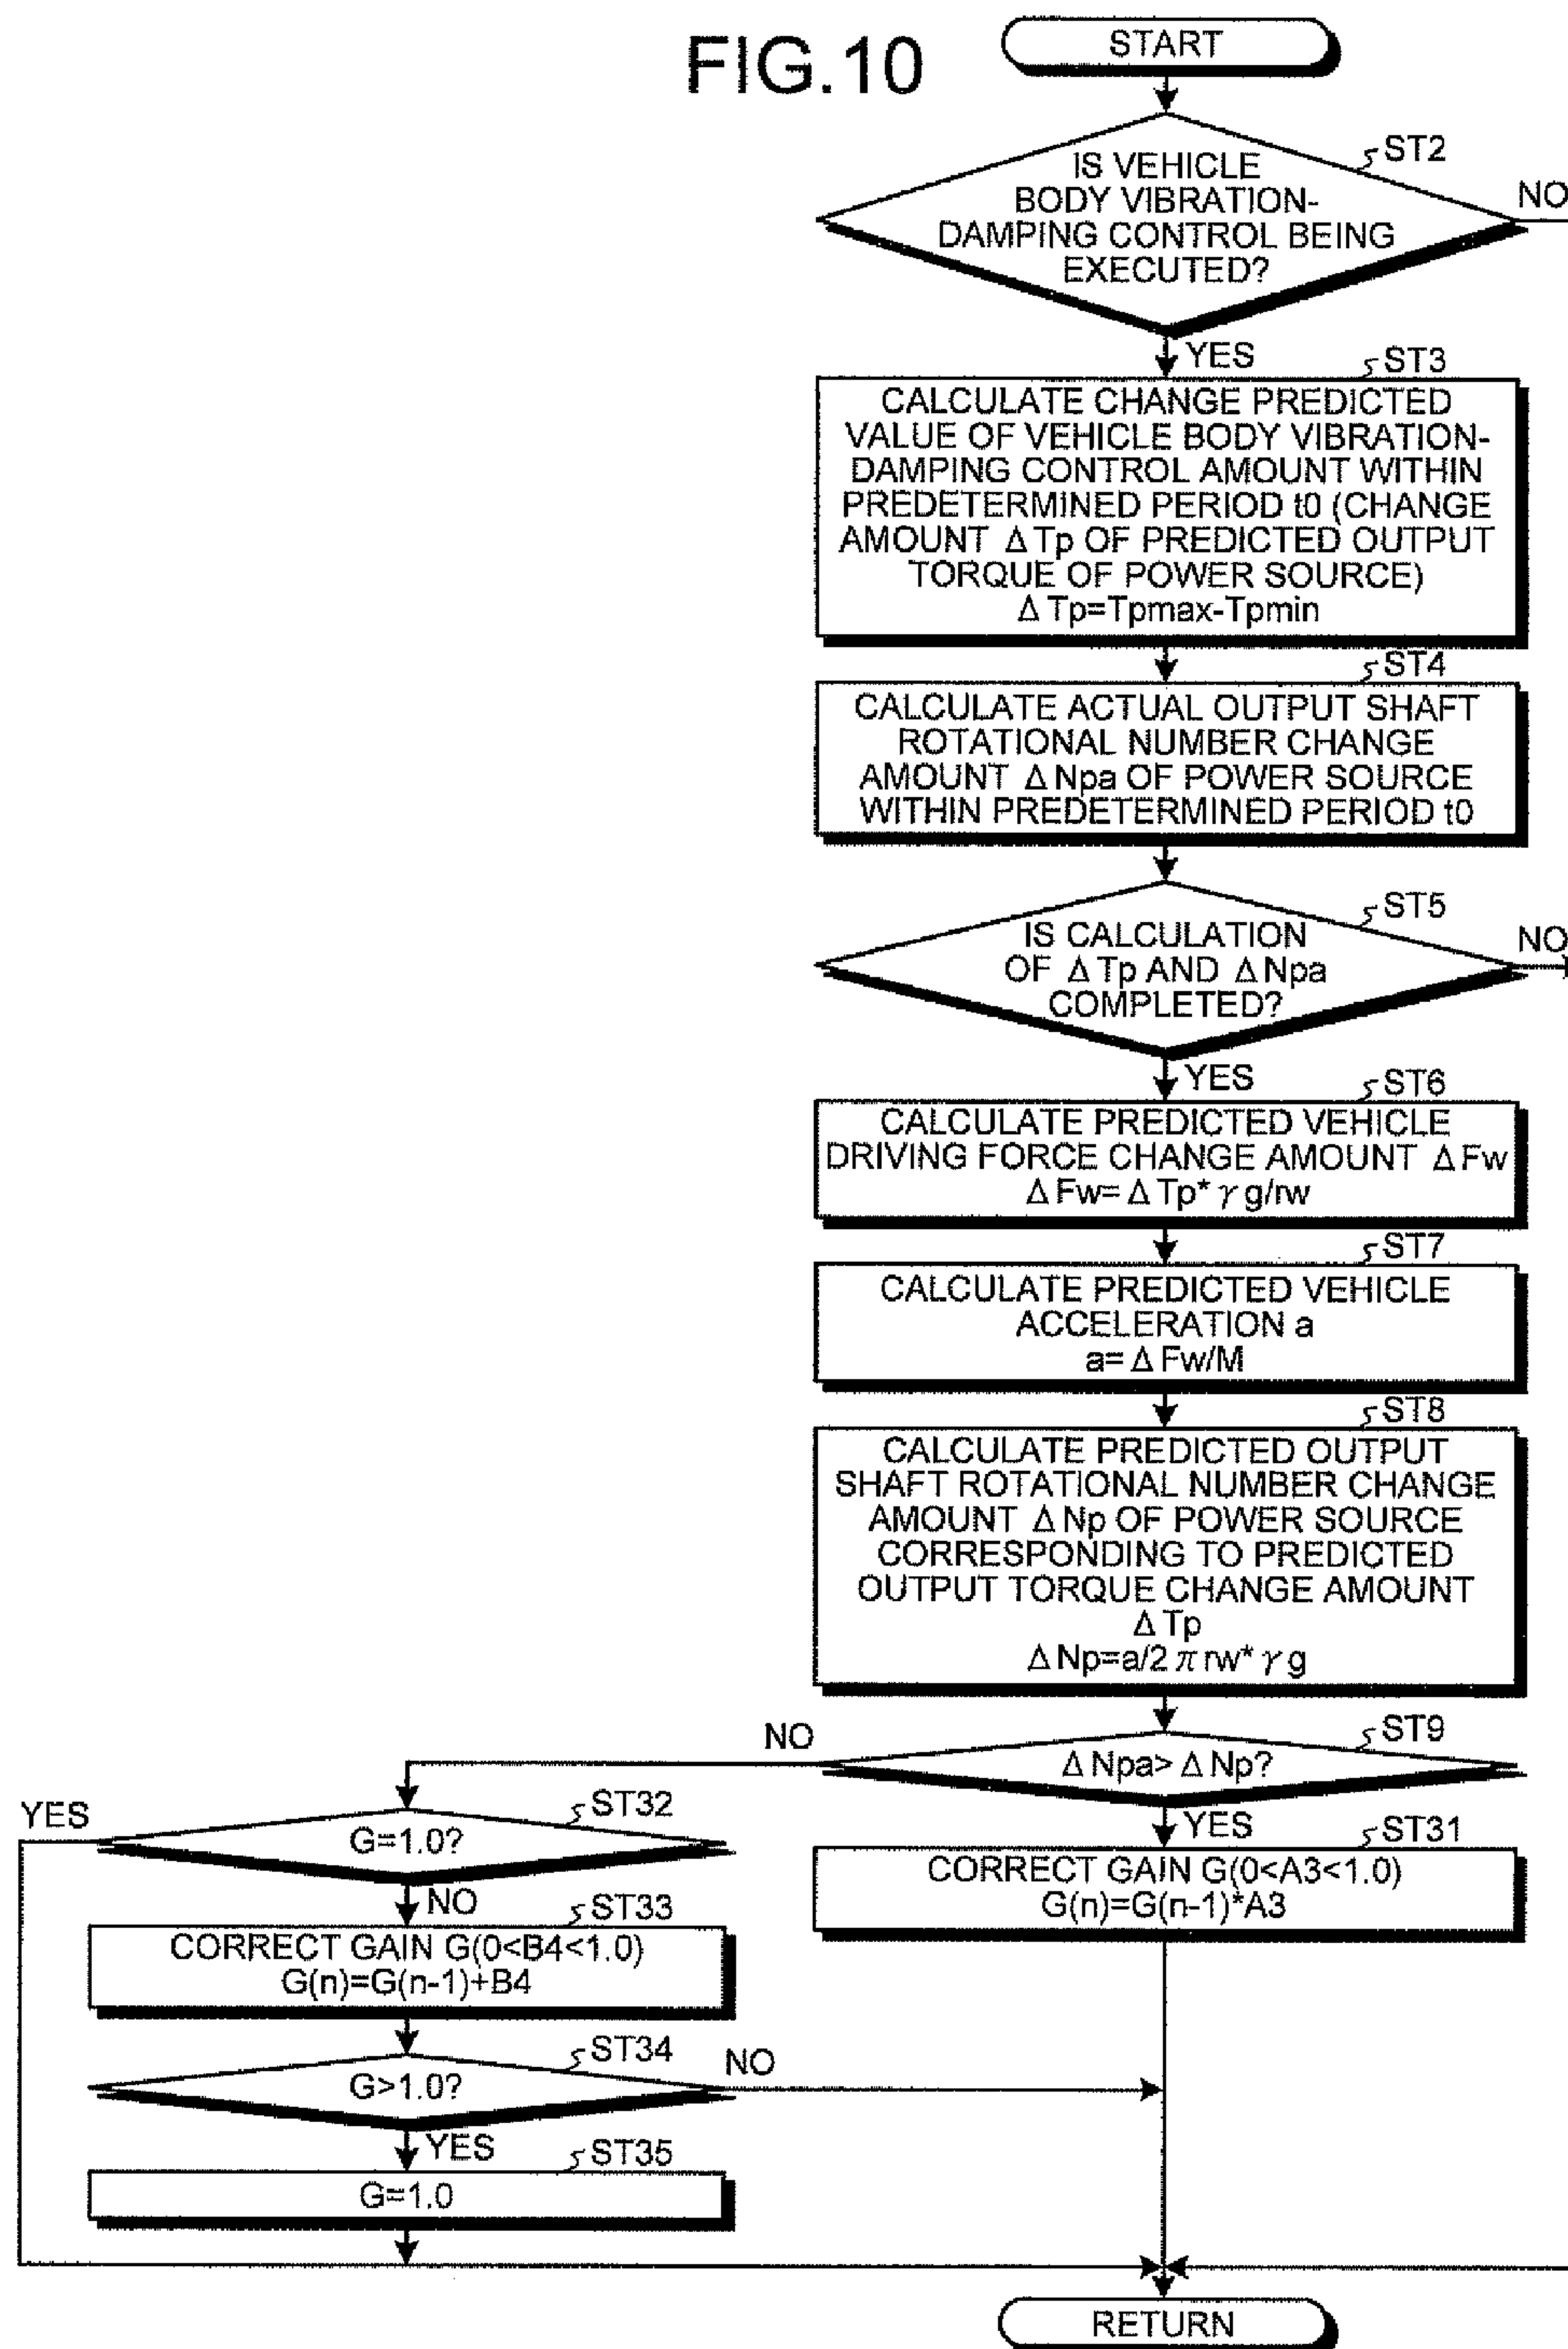 FIG.10
START
ST2
IS VEHICLE
BODY VIBRATION-
DAMPING CONTROL BEING
EXECUTED?
NO
YES
ST3
CALCULATE CHANGE PREDICTED
VALUE OF VEHICLE BODY VIBRATION-
DAMPING CONTROL AMOUNT WITHIN
PREDETERMINED PERIOD t0 (CHANGE
AMOUNT ΔTp OF PREDICTED OUTPUT
TORQUE OF POWER SOURCE)
ΔTp=Tpmax-Tpmin
ST4
CALCULATE ACTUAL OUTPUT SHAFT
ROTATIONAL NUMBER CHANGE
AMOUNT ΔNpa OF POWER SOURCE
WITHIN PREDETERMINED PERIOD t0
ST5
IS CALCULATION
OF ΔTp AND ΔNpa
COMPLETED?
NO
YES
ST6
CALCULATE PREDICTED VEHICLE
DRIVING FORCE CHANGE AMOUNT ΔFw
ΔFw=ΔTp*γg/rw
ST7
CALCULATE PREDICTED VEHICLE
ACCELERATION a
a=ΔFw/M
ST8
CALCULATE PREDICTED OUTPUT
SHAFT ROTATIONAL NUMBER CHANGE
AMOUNT ΔNp OF POWER SOURCE
CORRESPONDING TO PREDICTED
OUTPUT TORQUE CHANGE AMOUNT
ΔTp
ΔNp=a/2πrw*γg
ST9
ΔNpa>ΔNp?
NO
YES
ST31
CORRECT GAIN G(0<A3<1.0)
G(n)=G(n-1)*A3
ST32
G=1.0?
YES
NO
ST33
CORRECT GAIN G(0<B4<1.0)
G(n)=G(n-1)+B4
ST34
G>1.0?
NO
YES
ST35
G=1.0
RETURN